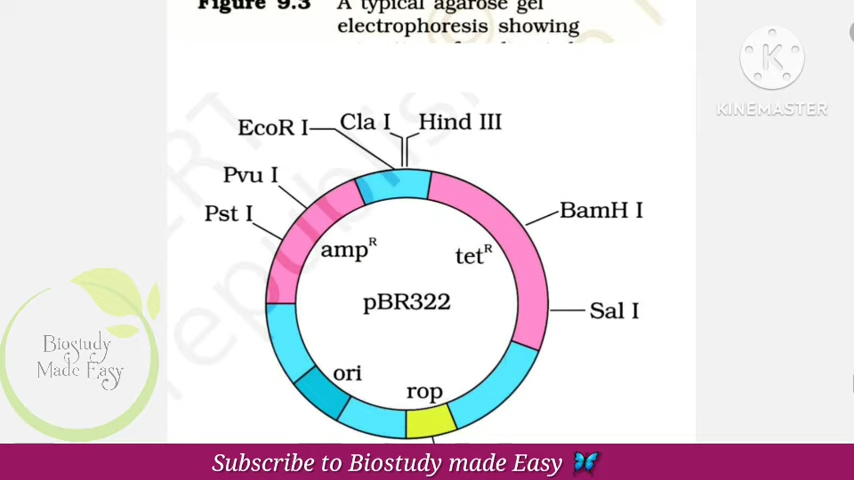 Figure 9.3 A typical agarose gel
electrophoresis showing
KINEMASTER
EcoR I
Cla I
Hind III
Pvu I
Pst I
BamH I
amp^R
tet^R
pBR322
Sal I
Biostudy
Made Easy
ori
rop
Subscribe to Biostudy made Easy 🦋